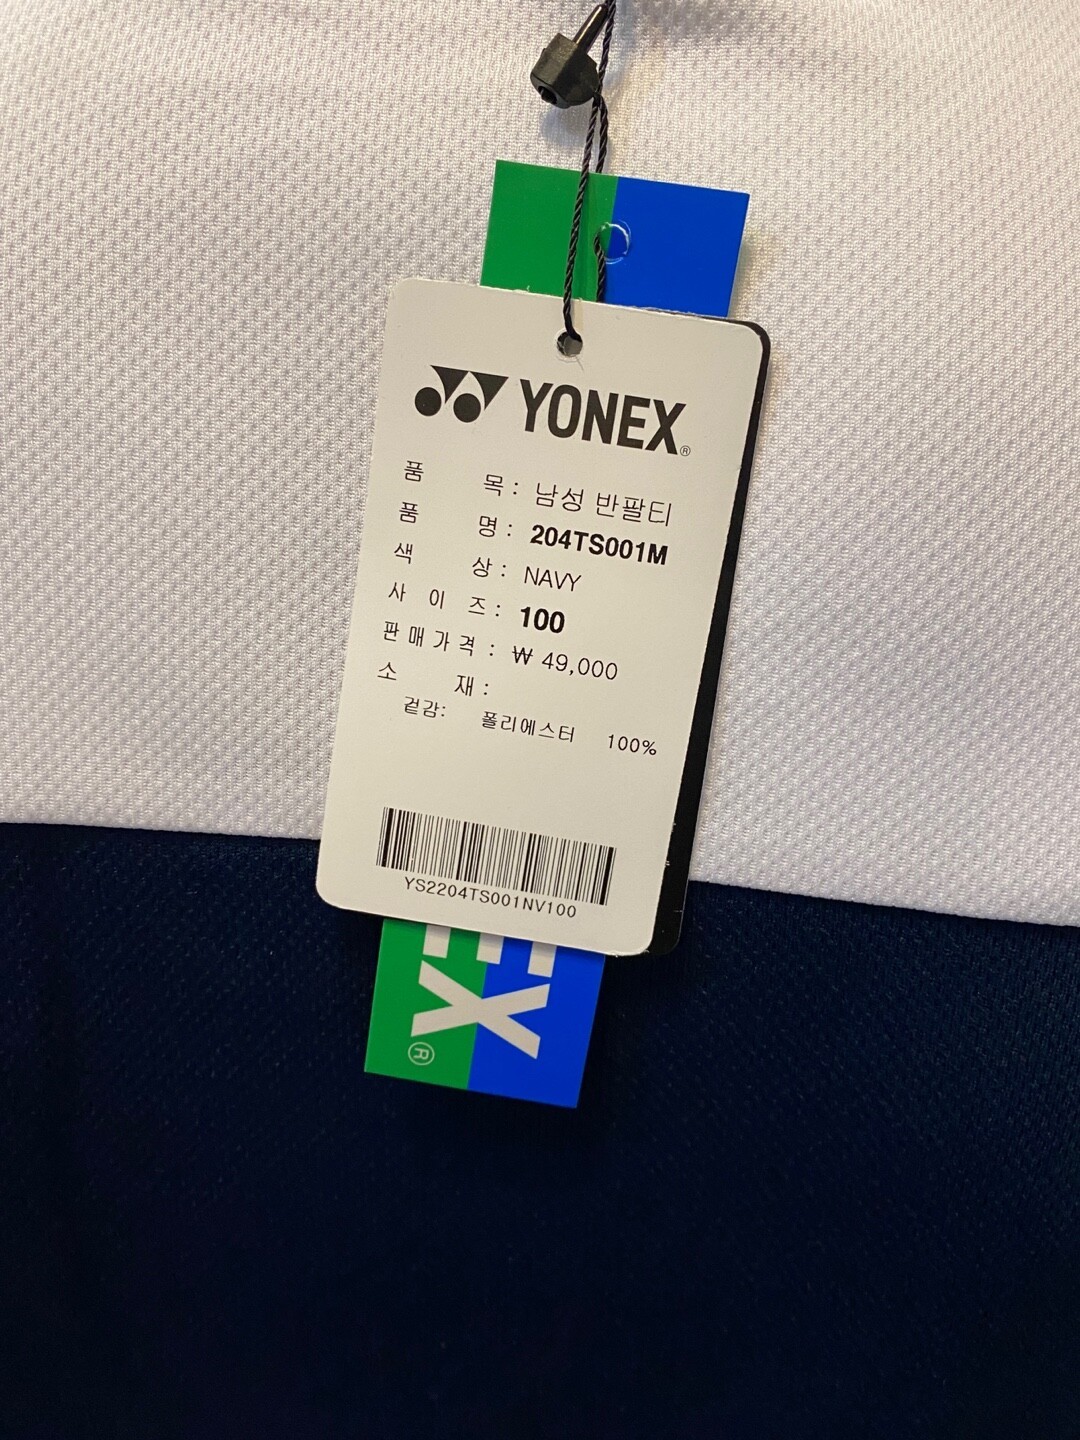 YONEX®
품 목 : 남성 반팔티
품 명 : 204TS001M
색 상 : NAVY
사 이 즈 : 100
판 매 가 격 : ₩ 49,000
소 재 :
겉감: 폴리에스터 100%
YS2204TS001NV100
EX®